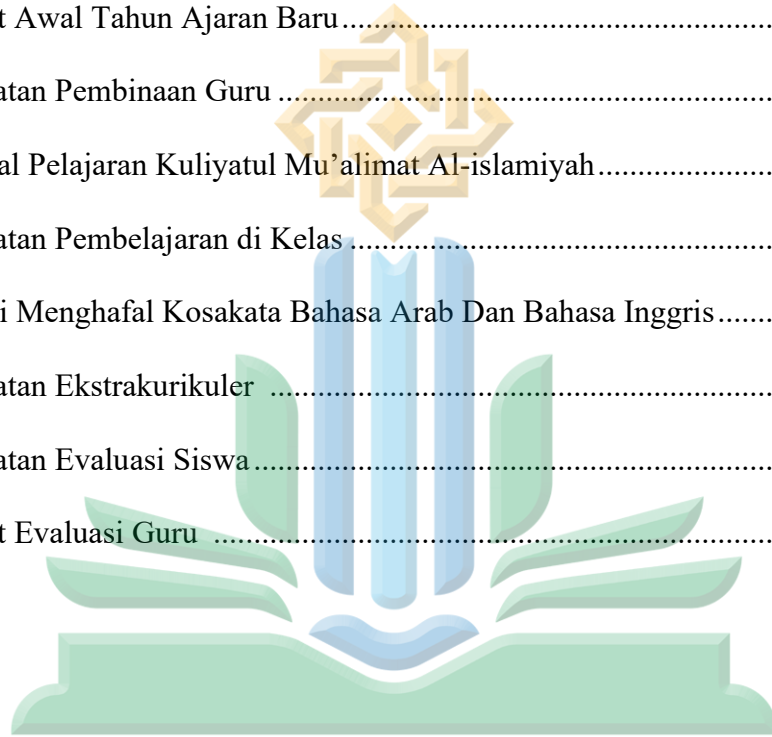 t Awal Tahun Ajaran Baru................................................
atan Pembinaan Guru ................................................
al Pelajaran Kuliyatul Mu’alimat Al-islamiyah......................
atan Pembelajaran di Kelas................................................
i Menghafal Kosakata Bahasa Arab Dan Bahasa Inggris.......
atan Ekstrakurikuler ................................................
atan Evaluasi Siswa................................................
t Evaluasi Guru ................................................